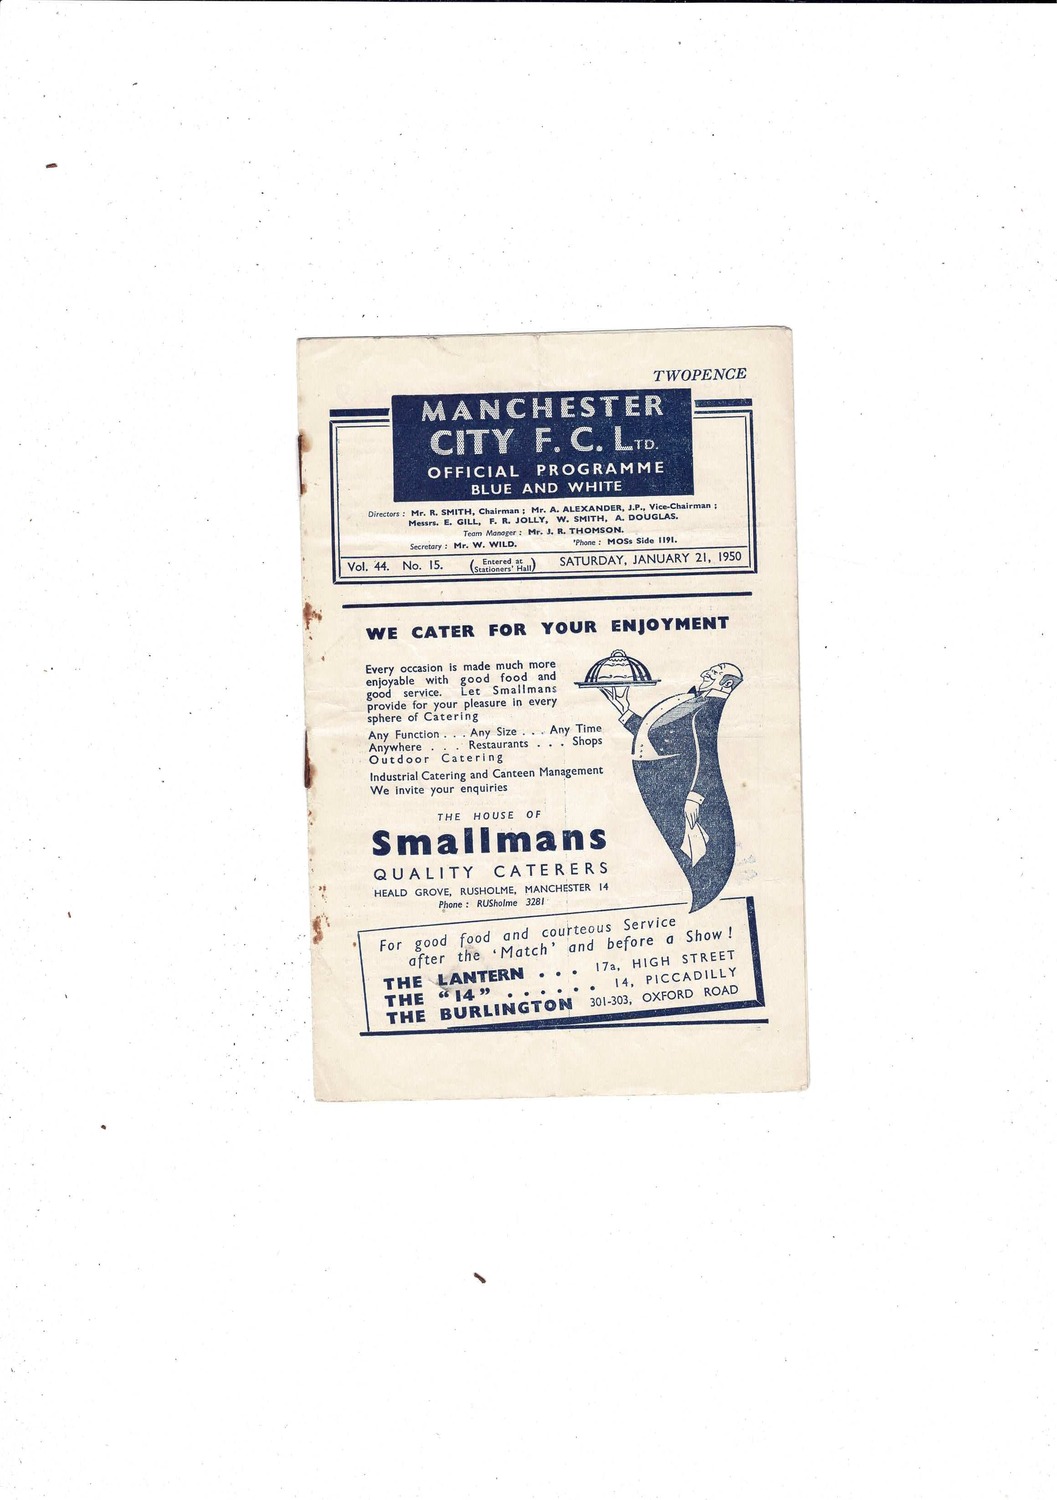 TWOPENCE
MANCHESTER
CITY F. C. LTD.
OFFICIAL PROGRAMME
BLUE AND WHITE
Directors : Mr. R. SMITH, Chairman ; Mr. A. ALEXANDER, J.P., Vice-Chairman ;
Messrs. E. GILL, F. R. JOLLY, W. SMITH, A. DOUGLAS.
Team Manager : Mr. J. R. THOMSON.
Secretary : Mr. W. WILD. 'Phone : MOSs Side 1191.
Vol. 44. No. 15. (Entered at Stationers' Hall) SATURDAY, JANUARY 21, 1950
WE CATER FOR YOUR ENJOYMENT
Every occasion is made much more
enjoyable with good food and
good service. Let Smallmans
provide for your pleasure in every
sphere of Catering
Any Function . . . Any Size . . . Any Time
Anywhere . . . Restaurants . . . Shops
Outdoor Catering
Industrial Catering and Canteen Management
We invite your enquiries
THE HOUSE OF
Smallmans
QUALITY CATERERS
HEALD GROVE, RUSHOLME, MANCHESTER 14
Phone : RUSholme 3281
For good food and courteous Service
after the 'Match' and before a Show !
THE LANTERN . . . 17a, HIGH STREET
THE "14" . . . . . . 14, PICCADILLY
THE BURLINGTON 301-303, OXFORD ROAD